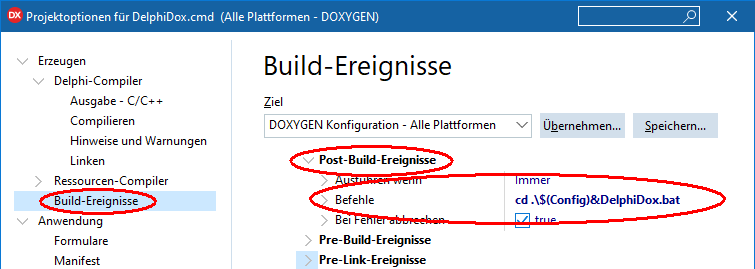 DX Projektoptionen für DelphiDox.cmd (Alle Plattformen - DOXYGEN)
Erzeugen
Delphi-Compiler
Ausgabe - C/C++
Compilieren
Hinweise und Warnungen
Linken
Ressourcen-Compiler
Build-Ereignisse
Anwendung
Formulare
Manifest
Build-Ereignisse
Ziel
DOXYGEN Konfiguration - Alle Plattformen
Übernehmen...
Speichern...
Post-Build-Ereignisse
Ausführen wenn Immer
Befehle cd .\$(Config)&DelphiDox.bat
Bei Fehler abbrechen true
Pre-Build-Ereignisse
Pre-Link-Ereignisse